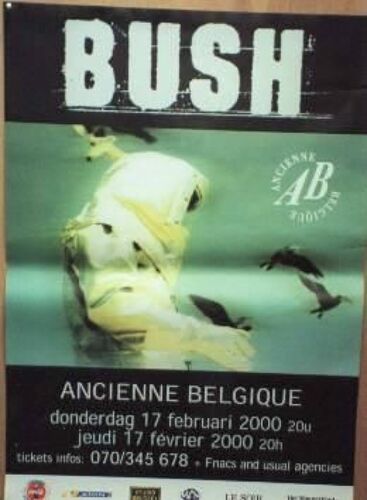 BUSH
ANCIENNE
AB
BELGIQUE
ANCIENNE BELGIQUE
donderdag 17 februari 2000 20u
jeudi 17 février 2000 20h
tickets infos: 070/345 678 + Fnacs and usual agencies
LE SOIR